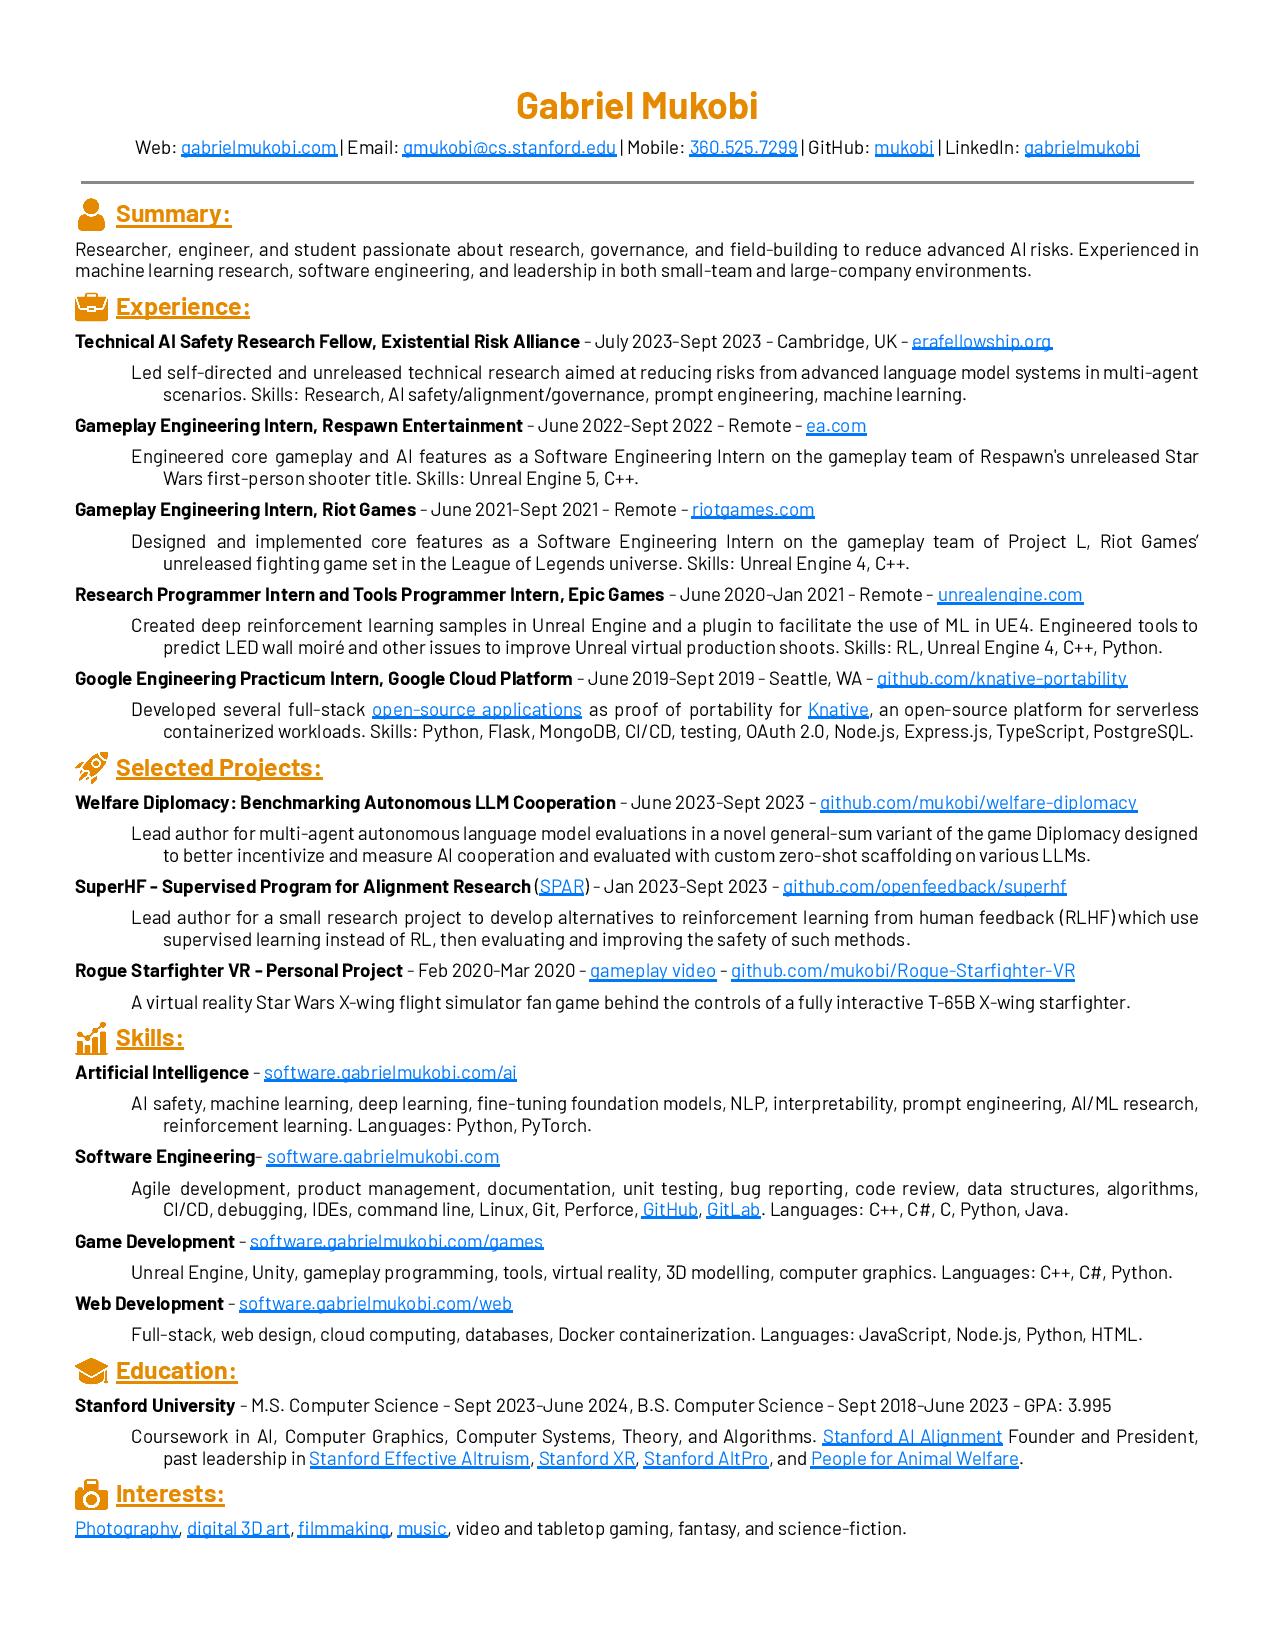 Gabriel Mukobi
Web: gabrielmukobi.com | Email: gmukobi@cs.stanford.edu | Mobile: 360.525.7299 | GitHub: mukobi | LinkedIn: gabrielmukobi
Summary:
Researcher, engineer, and student passionate about research, governance, and field-building to reduce advanced AI risks. Experienced in
machine learning research, software engineering, and leadership in both small-team and large-company environments.
Experience:
Technical AI Safety Research Fellow, Existential Risk Alliance - July 2023-Sept 2023 - Cambridge, UK - erafellowship.org
Led self-directed and unreleased technical research aimed at reducing risks from advanced language model systems in multi-agent
scenarios. Skills: Research, AI safety/alignment/governance, prompt engineering, machine learning.
Gameplay Engineering Intern, Respawn Entertainment - June 2022-Sept 2022 - Remote - ea.com
Engineered core gameplay and AI features as a Software Engineering Intern on the gameplay team of Respawn's unreleased Star
Wars first-person shooter title. Skills: Unreal Engine 5, C++.
Gameplay Engineering Intern, Riot Games - June 2021-Sept 2021 - Remote - riotgames.com
Designed and implemented core features as a Software Engineering Intern on the gameplay team of Project L, Riot Games’
unreleased fighting game set in the League of Legends universe. Skills: Unreal Engine 4, C++.
Research Programmer Intern and Tools Programmer Intern, Epic Games - June 2020-Jan 2021 - Remote - unrealengine.com
Created deep reinforcement learning samples in Unreal Engine and a plugin to facilitate the use of ML in UE4. Engineered tools to
predict LED wall moiré and other issues to improve Unreal virtual production shoots. Skills: RL, Unreal Engine 4, C++, Python.
Google Engineering Practicum Intern, Google Cloud Platform - June 2019-Sept 2019 - Seattle, WA - github.com/knative-portability
Developed several full-stack open-source applications as proof of portability for Knative, an open-source platform for serverless
containerized workloads. Skills: Python, Flask, MongoDB, CI/CD, testing, OAuth 2.0, Node.js, Express.js, TypeScript, PostgreSQL.
Selected Projects:
Welfare Diplomacy: Benchmarking Autonomous LLM Cooperation - June 2023-Sept 2023 - github.com/mukobi/welfare-diplomacy
Lead author for multi-agent autonomous language model evaluations in a novel general-sum variant of the game Diplomacy designed
to better incentivize and measure AI cooperation and evaluated with custom zero-shot scaffolding on various LLMs.
SuperHF - Supervised Program for Alignment Research (SPAR) - Jan 2023-Sept 2023 - github.com/openfeedback/superhf
Lead author for a small research project to develop alternatives to reinforcement learning from human feedback (RLHF) which use
supervised learning instead of RL, then evaluating and improving the safety of such methods.
Rogue Starfighter VR - Personal Project - Feb 2020-Mar 2020 - gameplay video - github.com/mukobi/Rogue-Starfighter-VR
A virtual reality Star Wars X-wing flight simulator fan game behind the controls of a fully interactive T-65B X-wing starfighter.
Skills:
Artificial Intelligence - software.gabrielmukobi.com/ai
AI safety, machine learning, deep learning, fine-tuning foundation models, NLP, interpretability, prompt engineering, AI/ML research,
reinforcement learning. Languages: Python, PyTorch.
Software Engineering- software.gabrielmukobi.com
Agile development, product management, documentation, unit testing, bug reporting, code review, data structures, algorithms,
CI/CD, debugging, IDEs, command line, Linux, Git, Perforce, GitHub, GitLab. Languages: C++, C#, C, Python, Java.
Game Development - software.gabrielmukobi.com/games
Unreal Engine, Unity, gameplay programming, tools, virtual reality, 3D modelling, computer graphics. Languages: C++, C#, Python.
Web Development - software.gabrielmukobi.com/web
Full-stack, web design, cloud computing, databases, Docker containerization. Languages: JavaScript, Node.js, Python, HTML.
Education:
Stanford University - M.S. Computer Science - Sept 2023-June 2024, B.S. Computer Science - Sept 2018-June 2023 - GPA: 3.995
Coursework in AI, Computer Graphics, Computer Systems, Theory, and Algorithms. Stanford AI Alignment Founder and President,
past leadership in Stanford Effective Altruism, Stanford XR, Stanford AltPro, and People for Animal Welfare.
Interests:
Photography, digital 3D art, filmmaking, music, video and tabletop gaming, fantasy, and science-fiction.